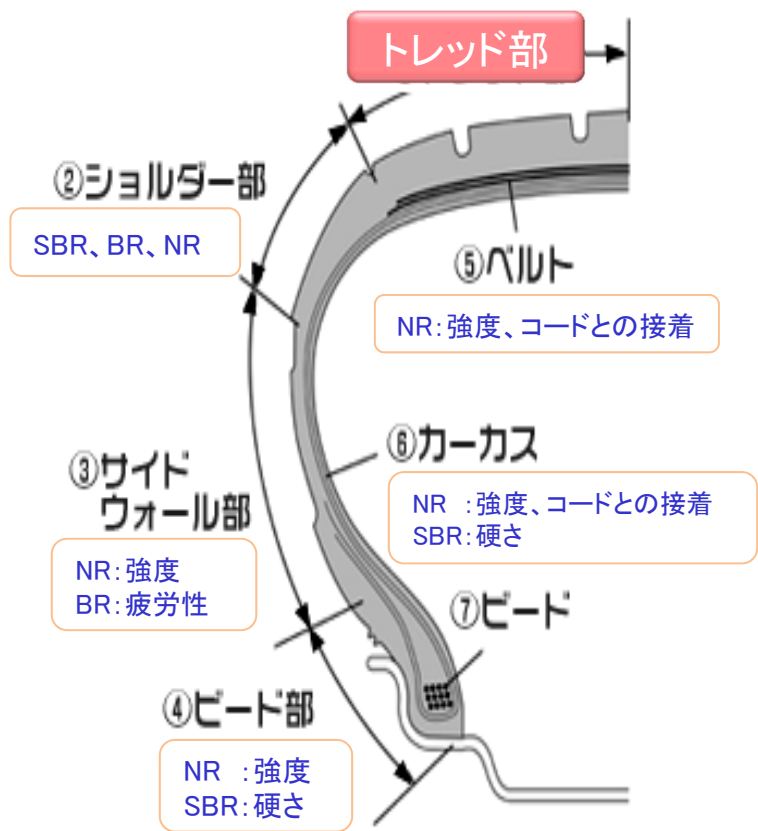 トレッド部
②ショルダー部
SBR、BR、NR
⑤ベルト
NR:強度、コードとの接着
③サイド
ウォール部
NR:強度
BR:疲労性
⑥カーカス
NR :強度、コードとの接着
SBR:硬さ
⑦ビード
④ビード部
NR :強度
SBR:硬さ